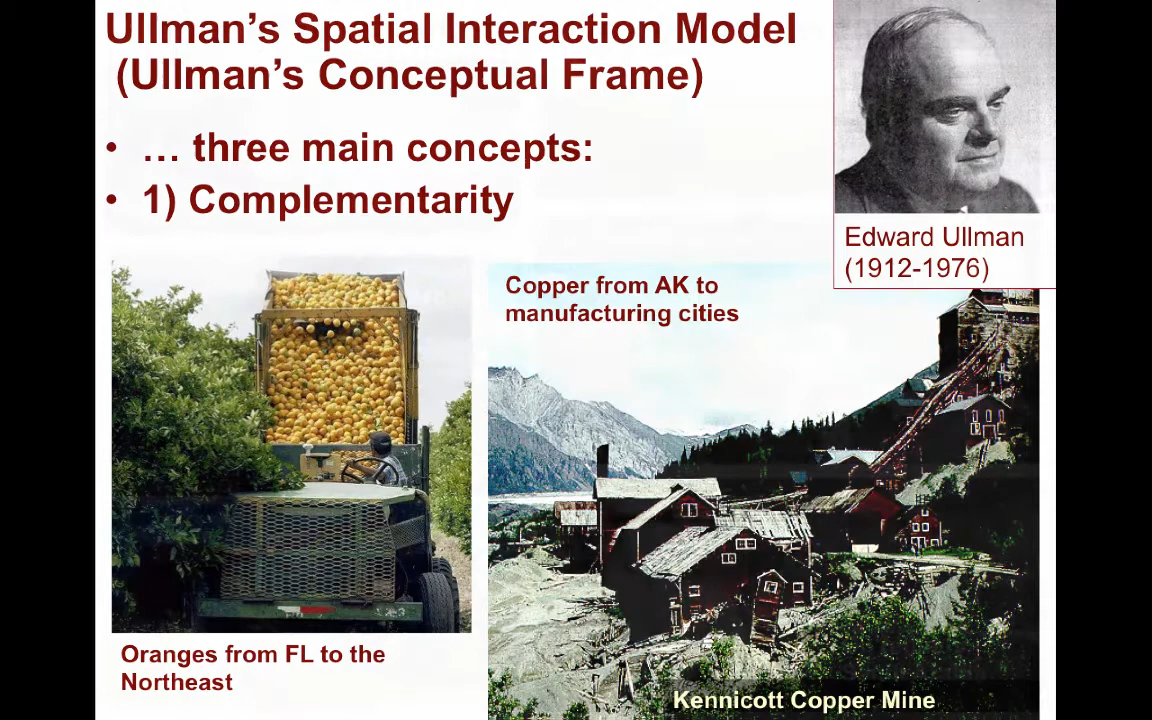 Ullman’s Spatial Interaction Model
(Ullman’s Conceptual Frame)
• … three main concepts:
• 1) Complementarity
Edward Ullman
(1912-1976)
Copper from AK to
manufacturing cities
Oranges from FL to the
Northeast
Kennicott Copper Mine